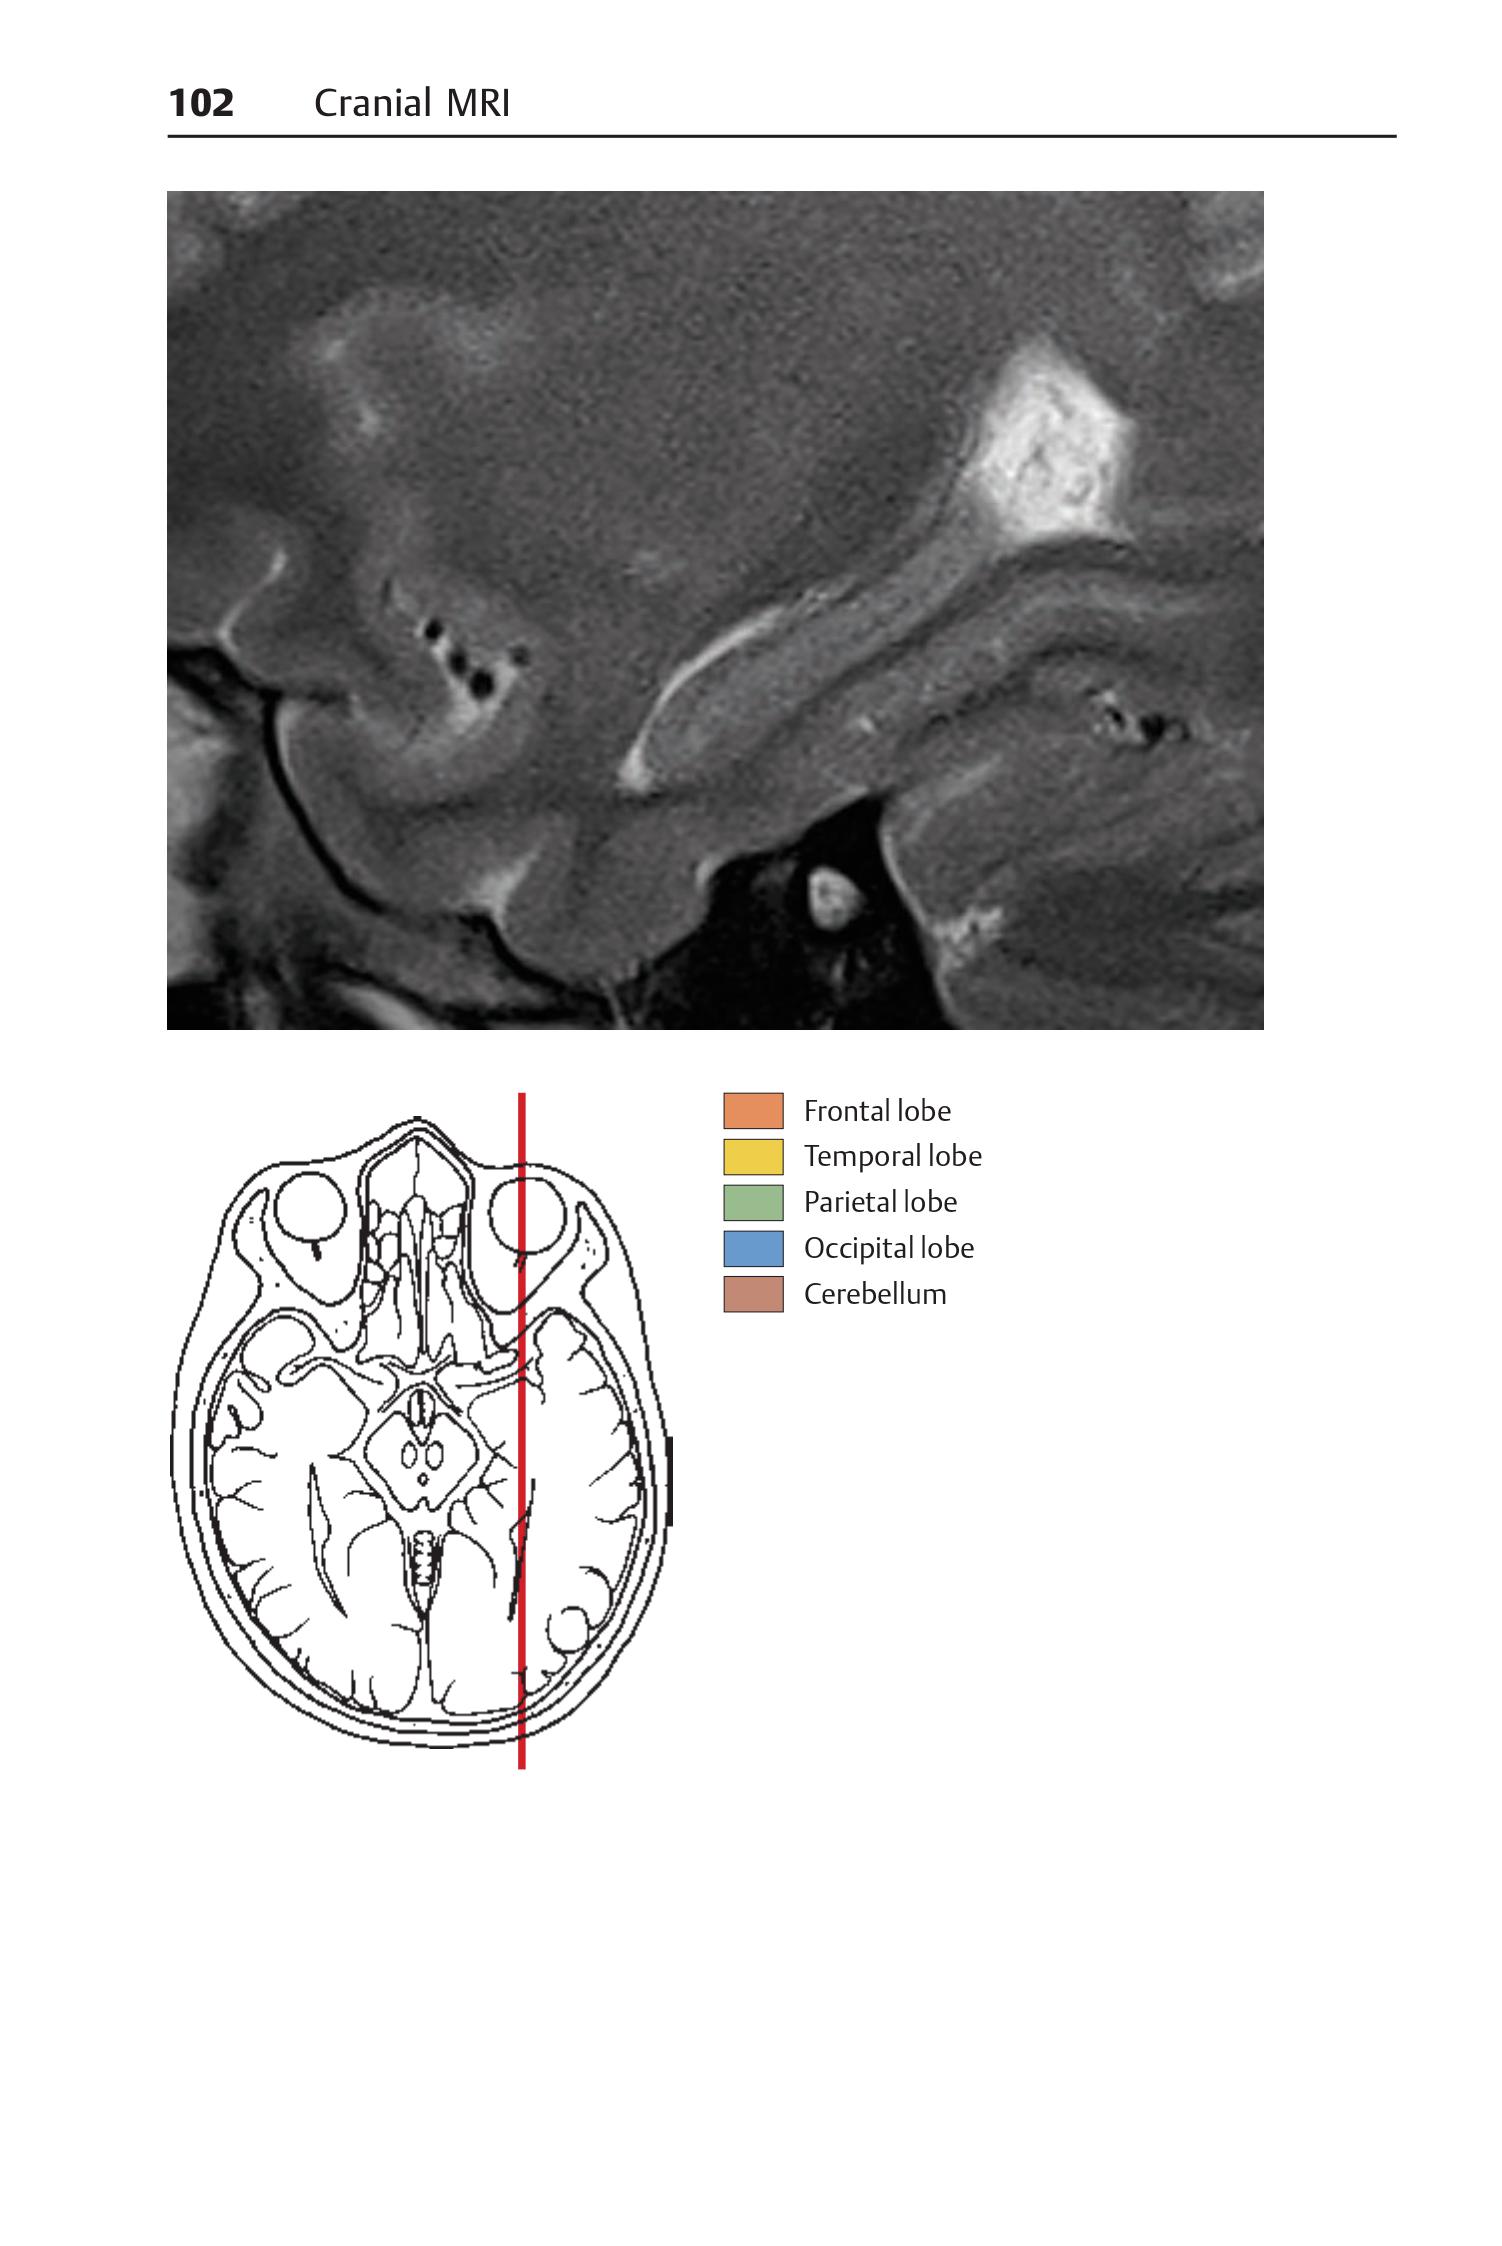 102 Cranial MRI
Frontal lobe
Temporal lobe
Parietal lobe
Occipital lobe
Cerebellum